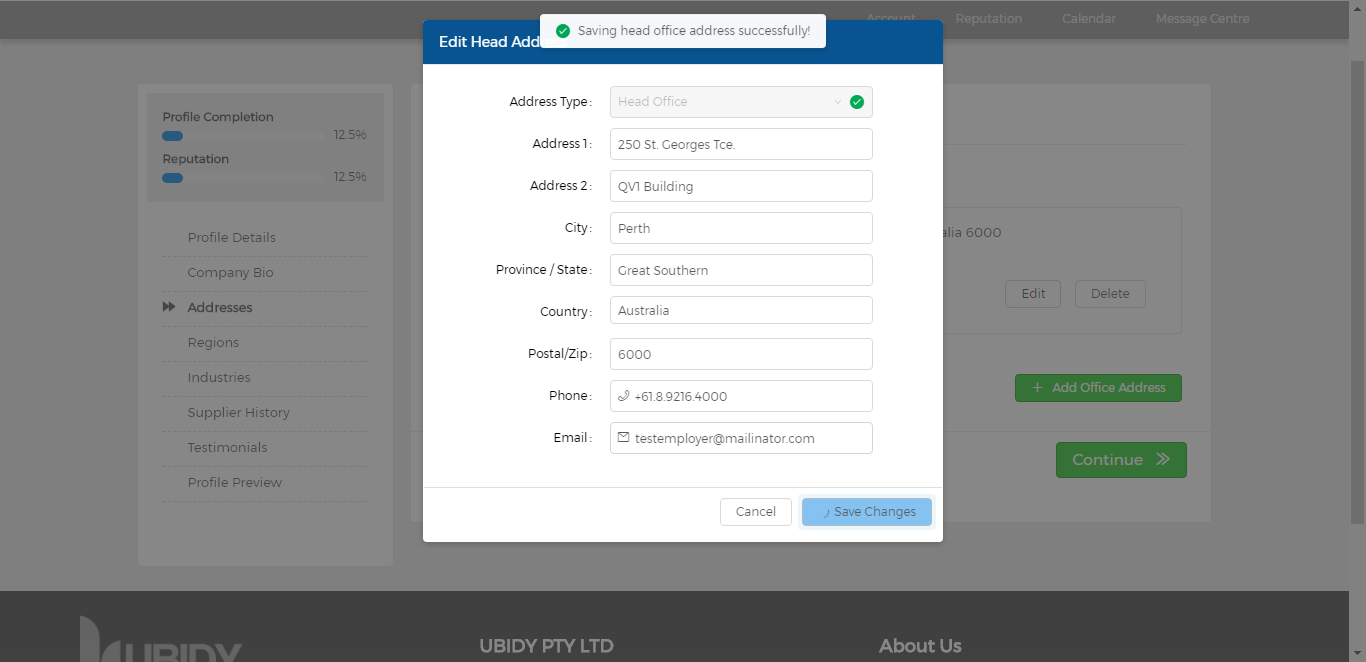 Account Reputation Calendar Message Centre
Saving head office address successfully!
Edit Head Add
Profile Completion
12.5%
Reputation
12.5%
Profile Details
Company Bio
Addresses
Regions
Industries
Supplier History
Testimonials
Profile Preview
Address Type: Head Office
Address 1: 250 St. Georges Tce.
Address 2: QV1 Building
City: Perth
Province / State: Great Southern
Country: Australia
Postal/Zip: 6000
Phone: +61.8.9216.4000
Email: testemployer@mailinator.com
Cancel Save Changes
alia 6000
Edit Delete
+ Add Office Address
Continue
UBIDY
UBIDY PTY LTD
About Us